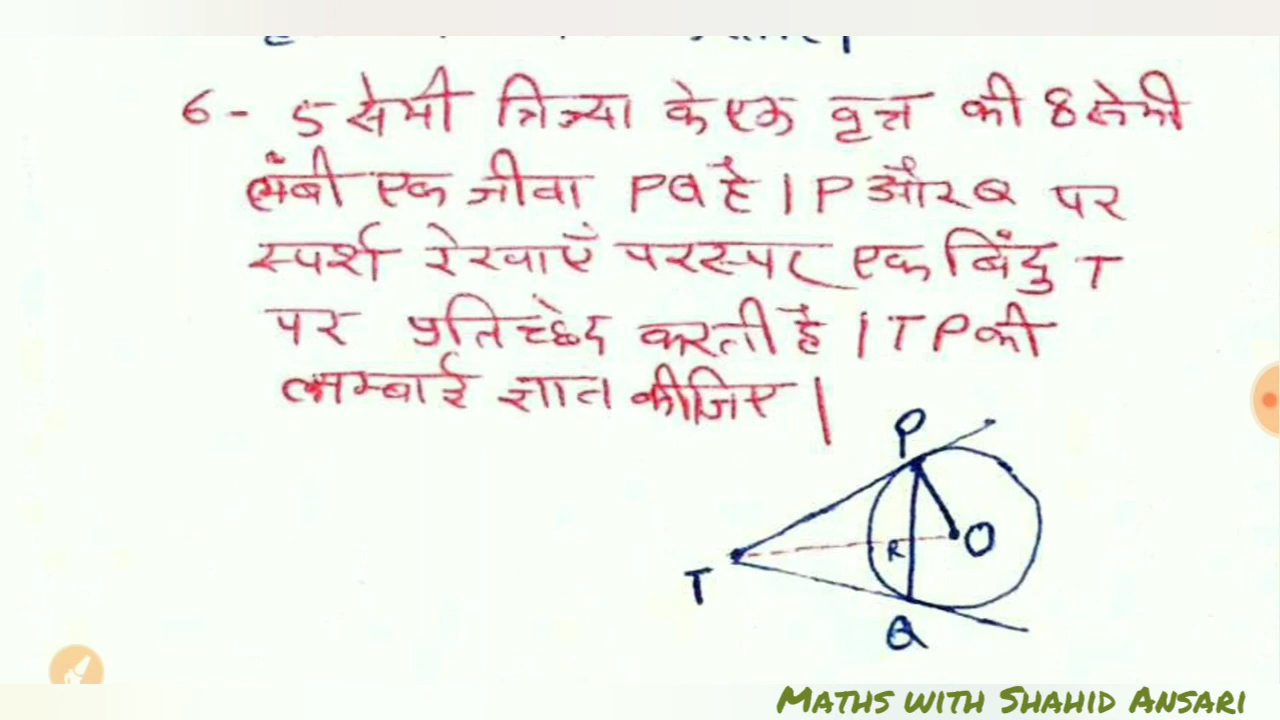 6- 5 सेमी त्रिज्या के एक वृत्त की 8 सेमी
लंबी एक जीवा PQ है। P और Q पर
स्पर्श रेखाएँ परस्पर एक बिंदु T
पर प्रतिच्छेद करती है। TP की
लम्बाई ज्ञात कीजिए।
P
R
O
T
Q
MATHS WITH SHAHID ANSARI